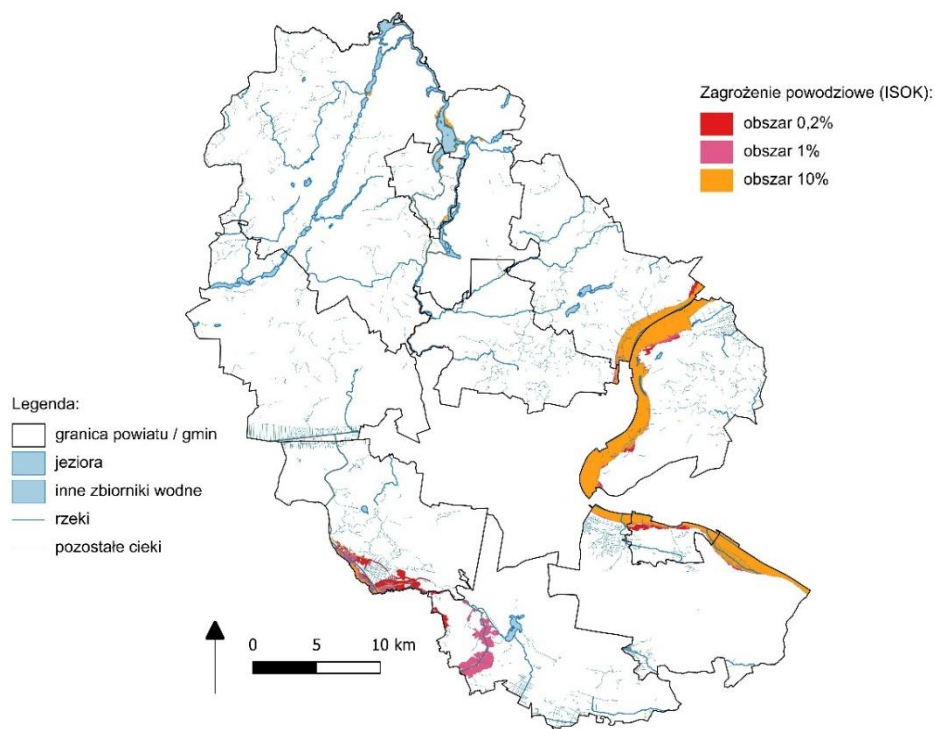 Zagrożenie powodziowe (ISOK):
obszar 0,2%
obszar 1%
obszar 10%
Legenda:
granica powiatu / gmin
jeziora
inne zbiorniki wodne
rzeki
pozostałe cieki
0 5 10 km